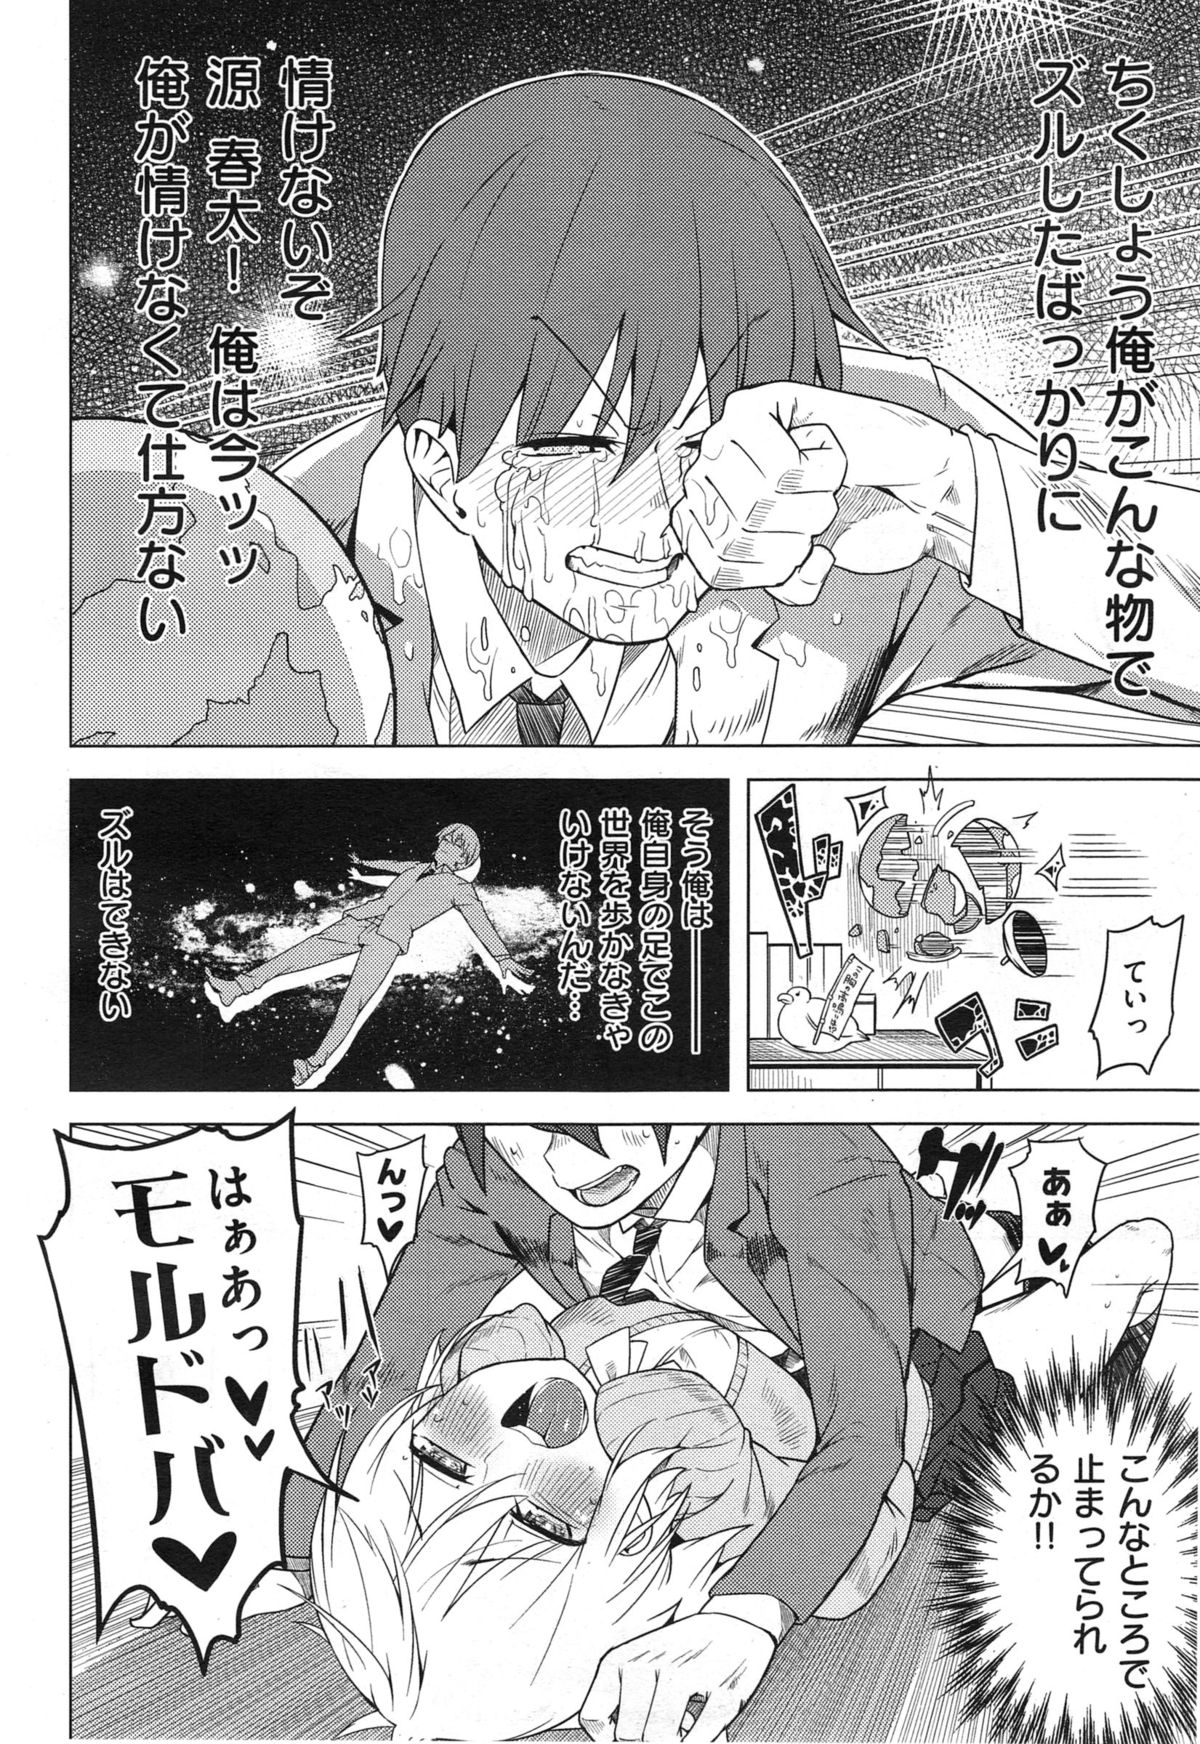 ちくしょう俺がこんな物で
ズルしたばっかりに
情けないぞ
源 春太！ 俺は今ッッ
俺が情けなくて仕方ない
ていっ
そう俺は――
俺自身の足でこの
世界を歩かなきゃ
いけないんだ…
ズルはできない
ああ♥
んっ♥
こんなところで
止まってられ
るか!!
はぁあっ♥♥
モルドバ♥